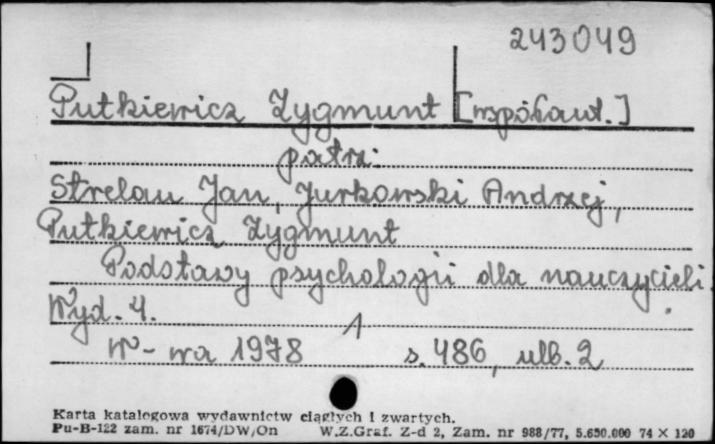 243049
Putkiewicz Zygmunt [współaut.]
patrz:
Strelau Jan, Jurkowski Andrzej,
Putkiewicz Zygmunt
Podstawy psychologii dla nauczycieli.
Wyd. 4.
1
W-wa 1978 s. 486, ulb. 2
Karta katalogowa wydawnictw ciągłych i zwartych.
Pu-B-122 zam. nr 1674/DW/On W.Z.Graf. Z-d 2, Zam. nr 988/77, 5.650.000 74 X 120